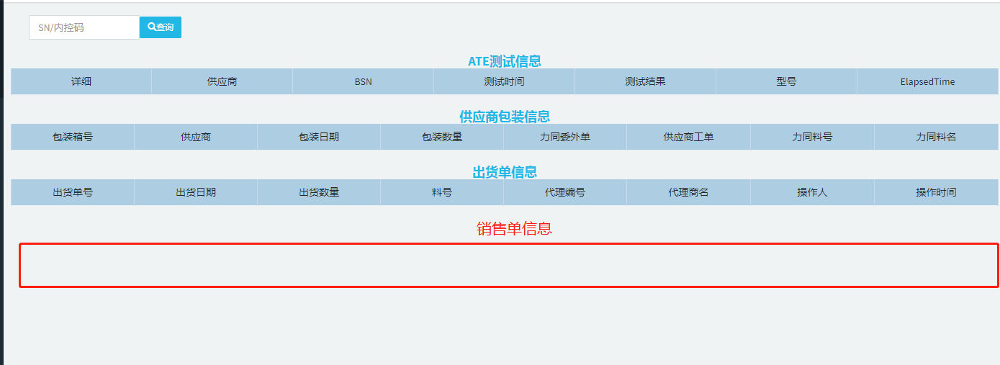 SN/内控码 查询
ATE测试信息
详细 供应商 BSN 测试时间 测试结果 型号 ElapsedTime
供应商包装信息
包装箱号 供应商 包装日期 包装数量 力同委外单 供应商工单 力同料号 力同料名
出货单信息
出货单号 出货日期 出货数量 料号 代理编号 代理商名 操作人 操作时间
销售单信息